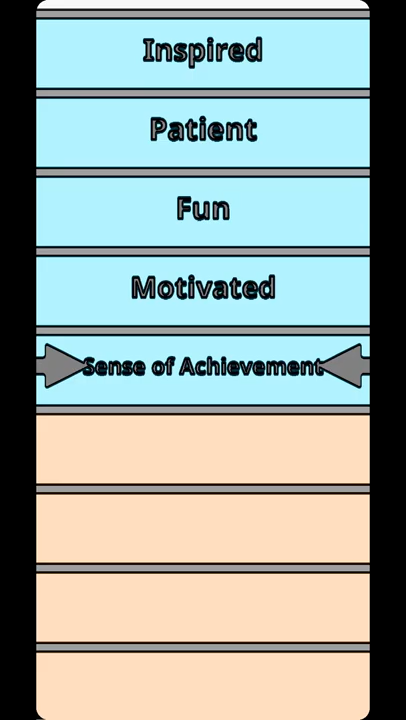 Inspired
Patient
Fun
Motivated
Sense of Achievement